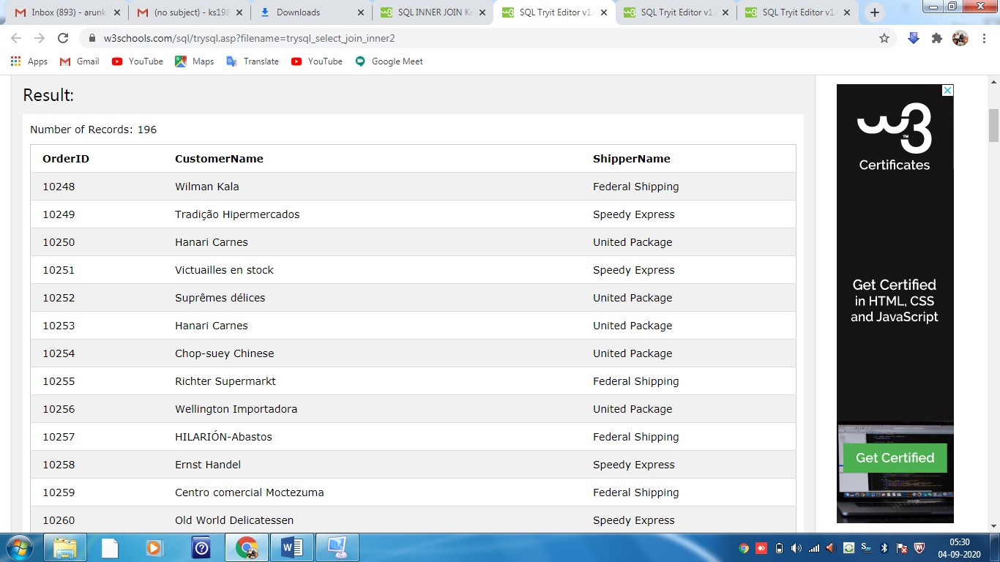 Inbox (893) - arunk
(no subject) - ks198
Downloads
SQL INNER JOIN Ke
SQL Tryit Editor v1.
SQL Tryit Editor v1.
SQL Tryit Editor v1.
w3schools.com/sql/trysql.asp?filename=trysql_select_join_inner2
Apps Gmail YouTube Maps Translate YouTube Google Meet
Result:
Number of Records: 196
OrderID CustomerName ShipperName
10248 Wilman Kala Federal Shipping
10249 Tradição Hipermercados Speedy Express
10250 Hanari Carnes United Package
10251 Victuailles en stock Speedy Express
10252 Suprêmes délices United Package
10253 Hanari Carnes United Package
10254 Chop-suey Chinese United Package
10255 Richter Supermarkt Federal Shipping
10256 Wellington Importadora United Package
10257 HILARIÓN-Abastos Federal Shipping
10258 Ernst Handel Speedy Express
10259 Centro comercial Moctezuma Federal Shipping
10260 Old World Delicatessen Speedy Express
w3
TM
Certificates
Get Certified
in HTML, CSS
and JavaScript
Get Certified
05:30
04-09-2020